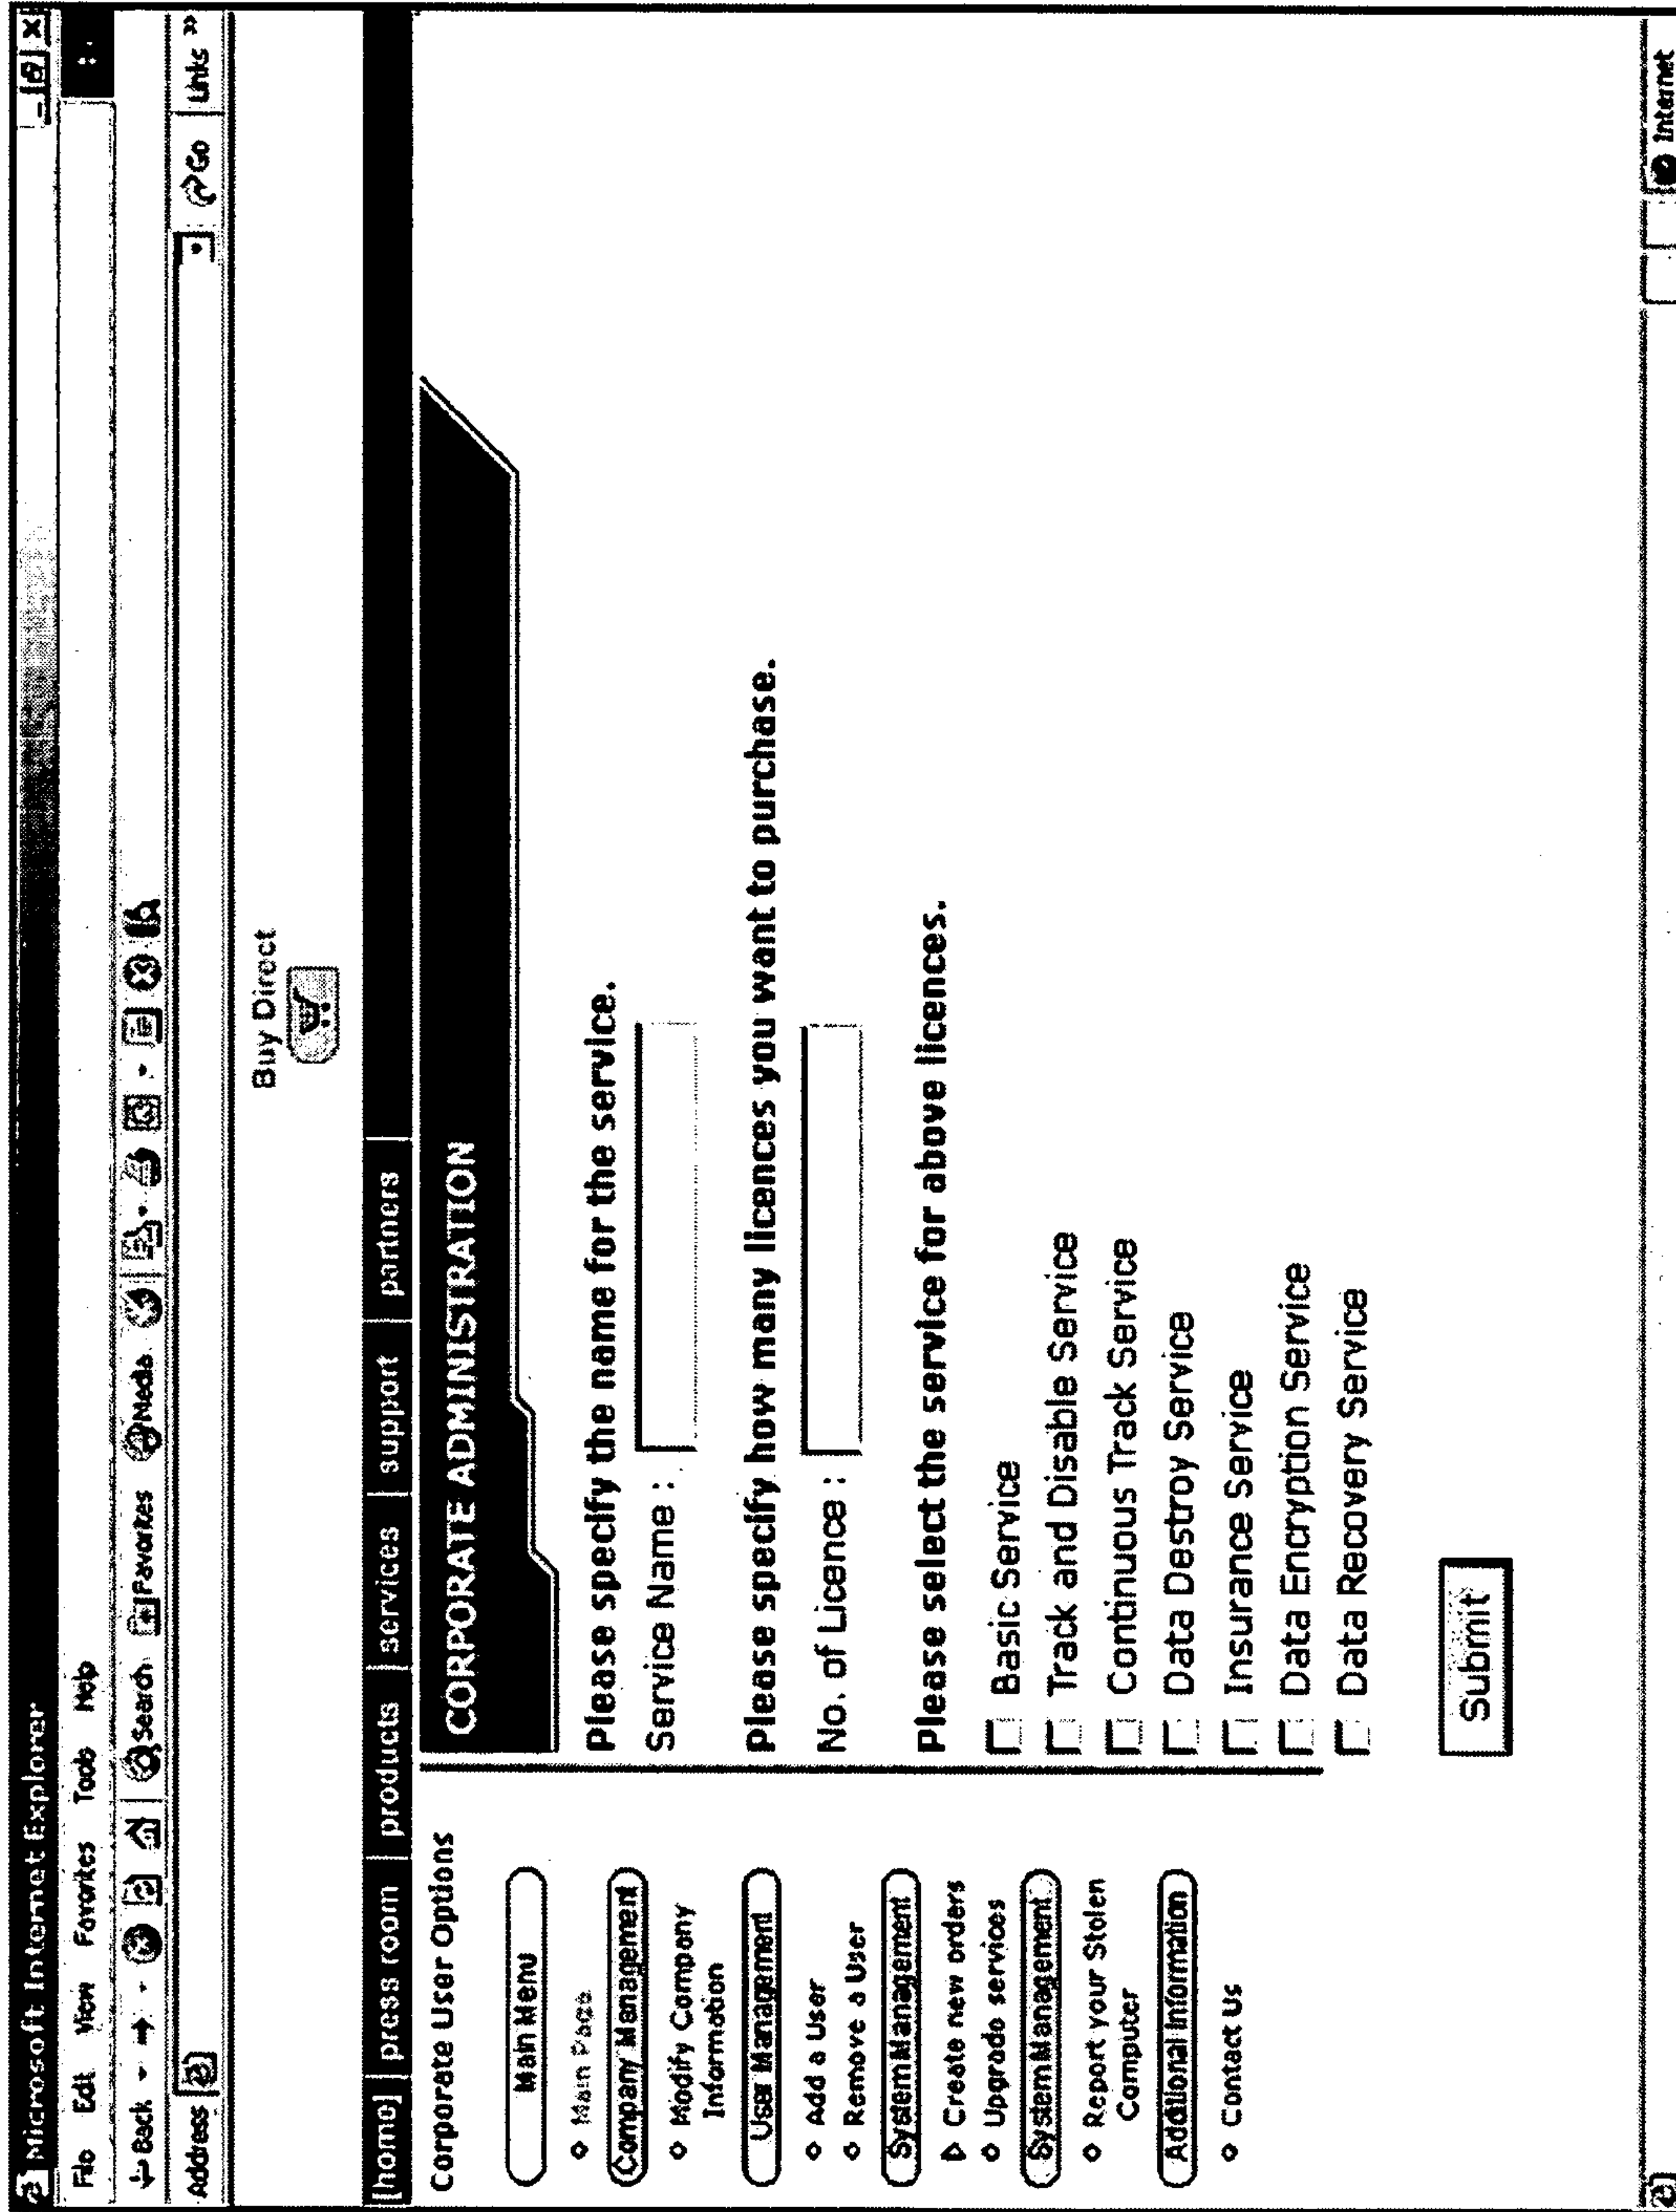 Microsoft Internet Explorer
File Edit View Favorites Tools Help
Back Search Favorites Media
Address Go Links »
Buy Direct
[home] press room products services support partners
Corporate User Options
Main Menu
Main Page
Company Management
Modify Company
Information
User Management
Add a User
Remove a User
System Management
Create new orders
Upgrade services
System Management
Report your Stolen
Computer
Additional Information
Contact Us
CORPORATE ADMINISTRATION
Please specify the name for the service.
Service Name :
Please specify how many licences you want to purchase.
No. of Licence :
Please select the service for above licences.
Basic Service
Track and Disable Service
Continuous Track Service
Data Destroy Service
Insurance Service
Data Encryption Service
Data Recovery Service
Submit
Internet